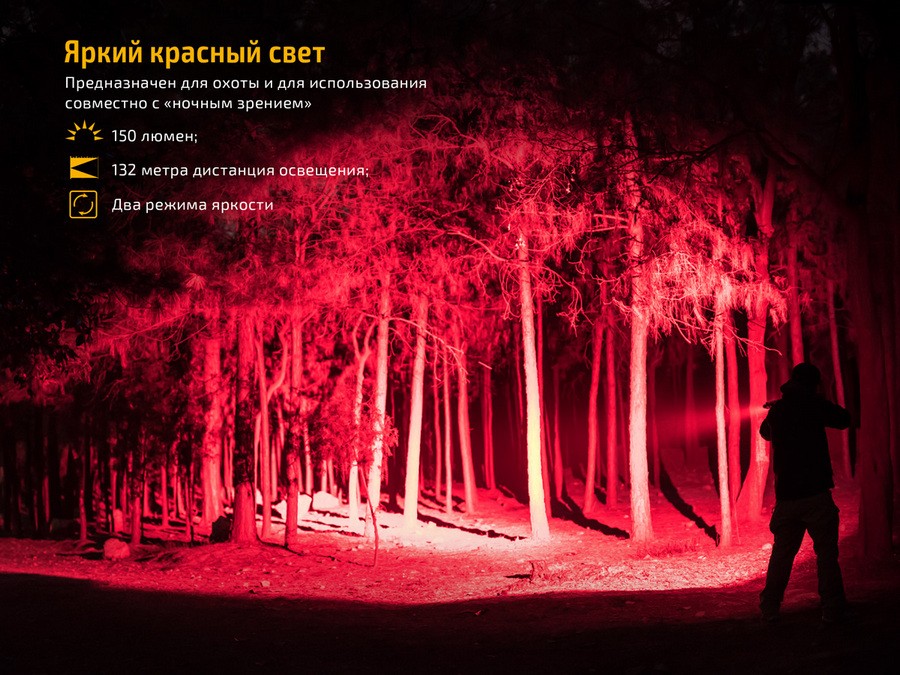 Яркий красный свет
Предназначен для охоты и для использования
совместно с «ночным зрением»
150 люмен;
132 метра дистанция освещения;
Два режима яркости